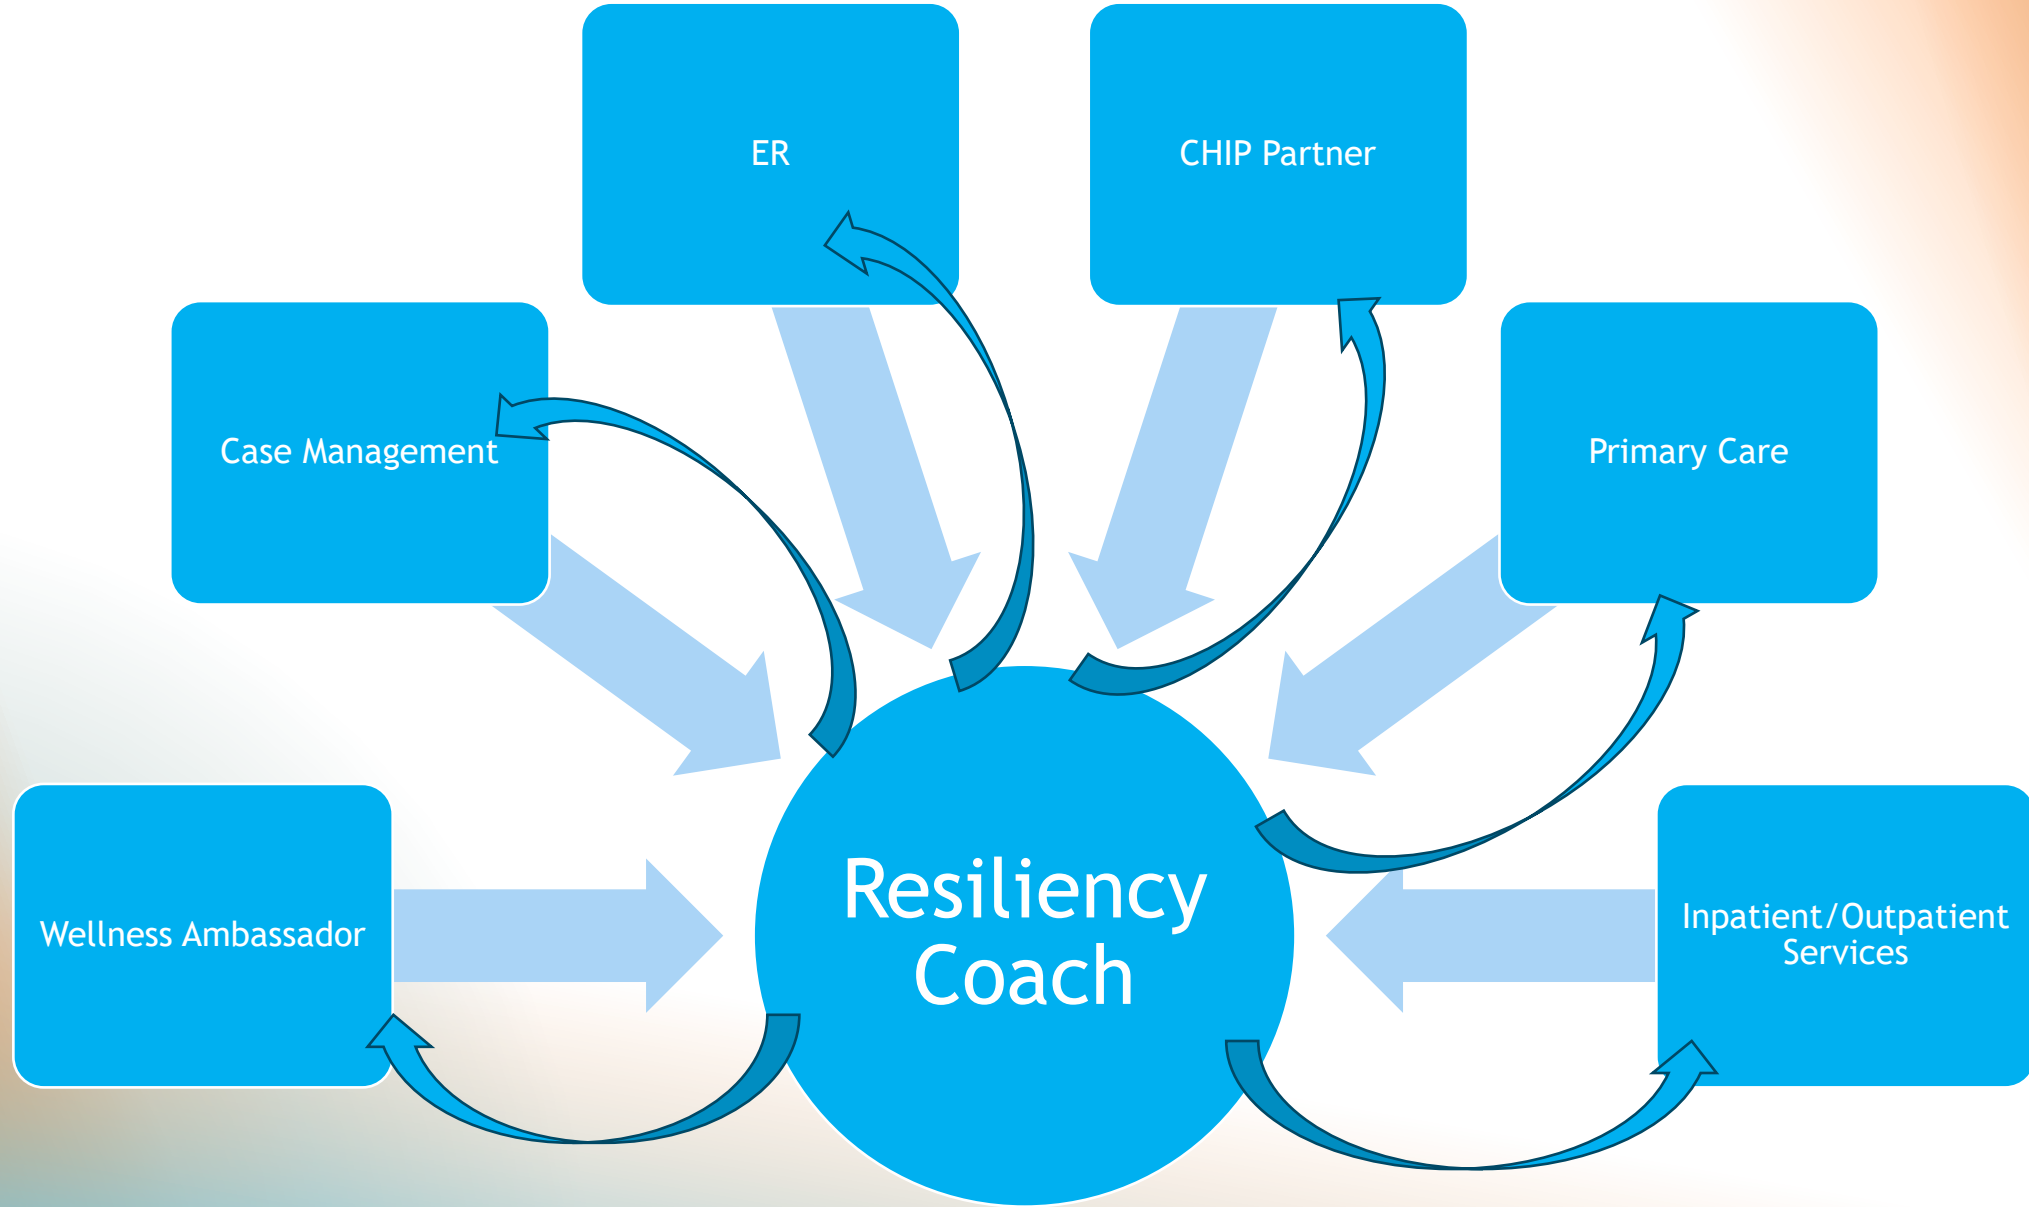 ER
CHIP Partner
Case Management
Primary Care
Wellness Ambassador
Resiliency
Coach
Inpatient/Outpatient
Services